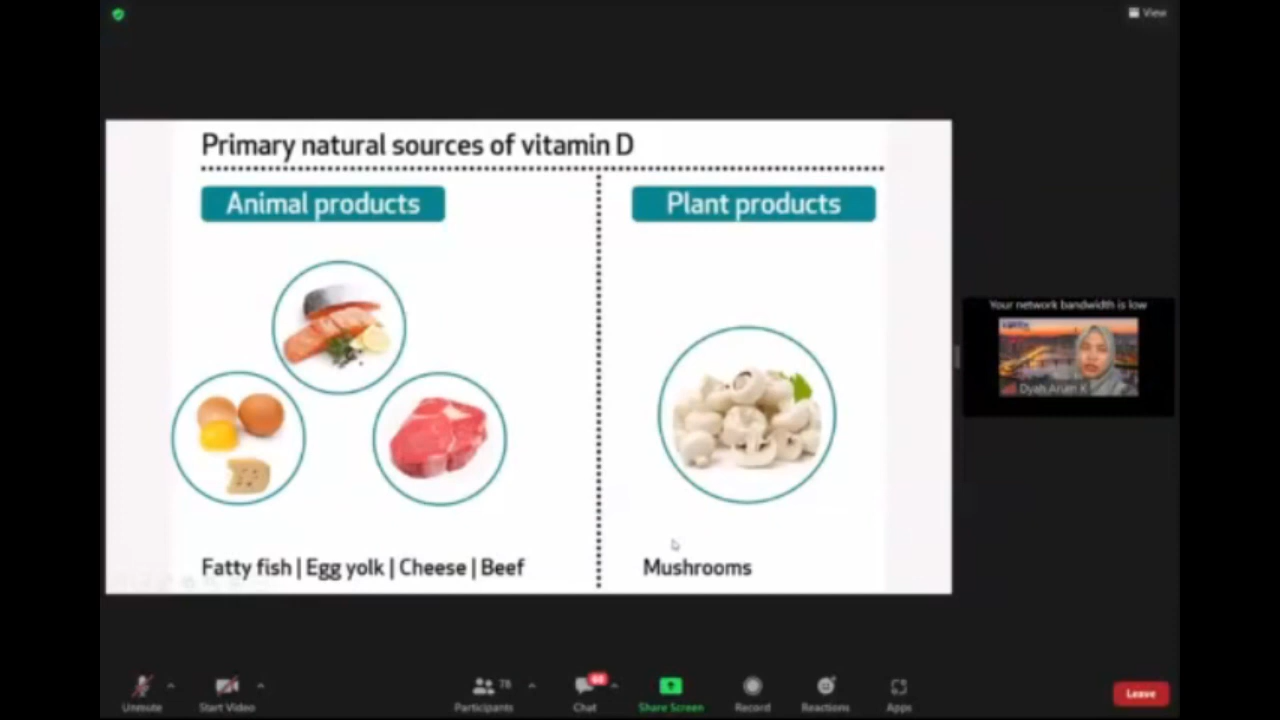 View
Primary natural sources of vitamin D
Animal products
Plant products
Fatty fish | Egg yolk | Cheese | Beef
Mushrooms
Your network bandwidth is low
Dyah Arum K
Unmute
Start Video
Participants
78
Chat
Share Screen
Record
Reactions
Apps
Leave